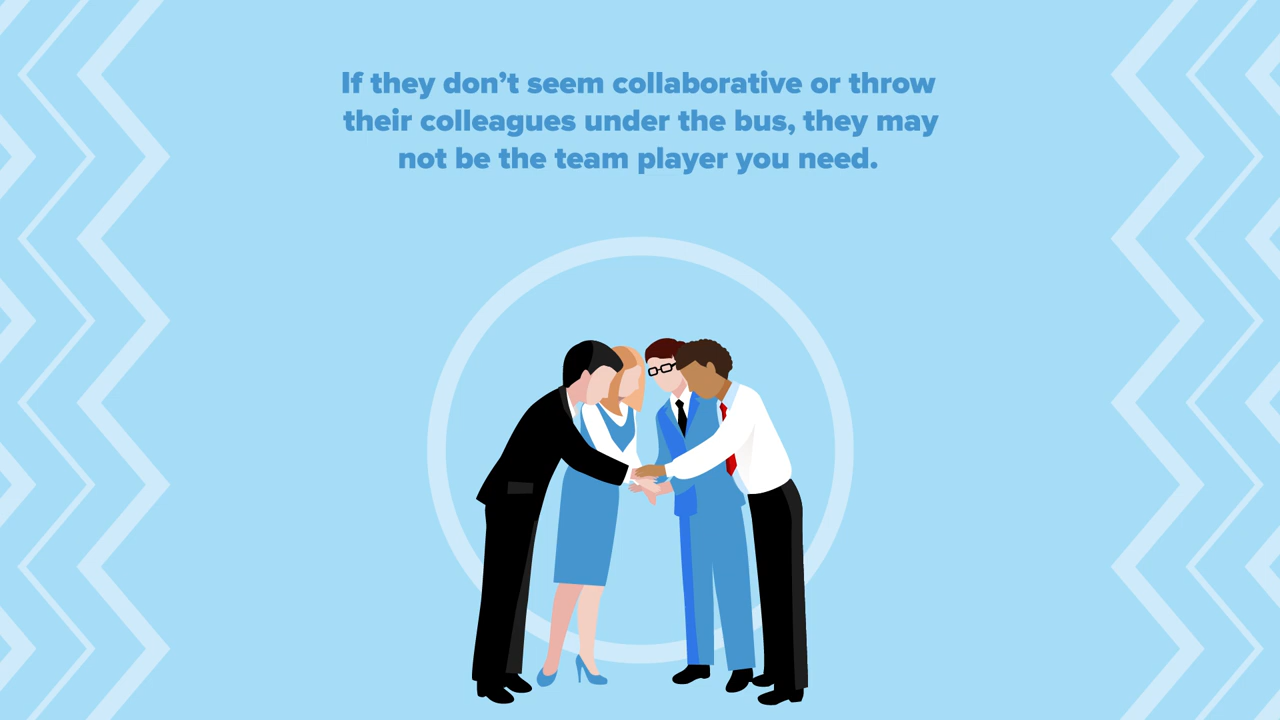 If they don’t seem collaborative or throw
their colleagues under the bus, they may
not be the team player you need.